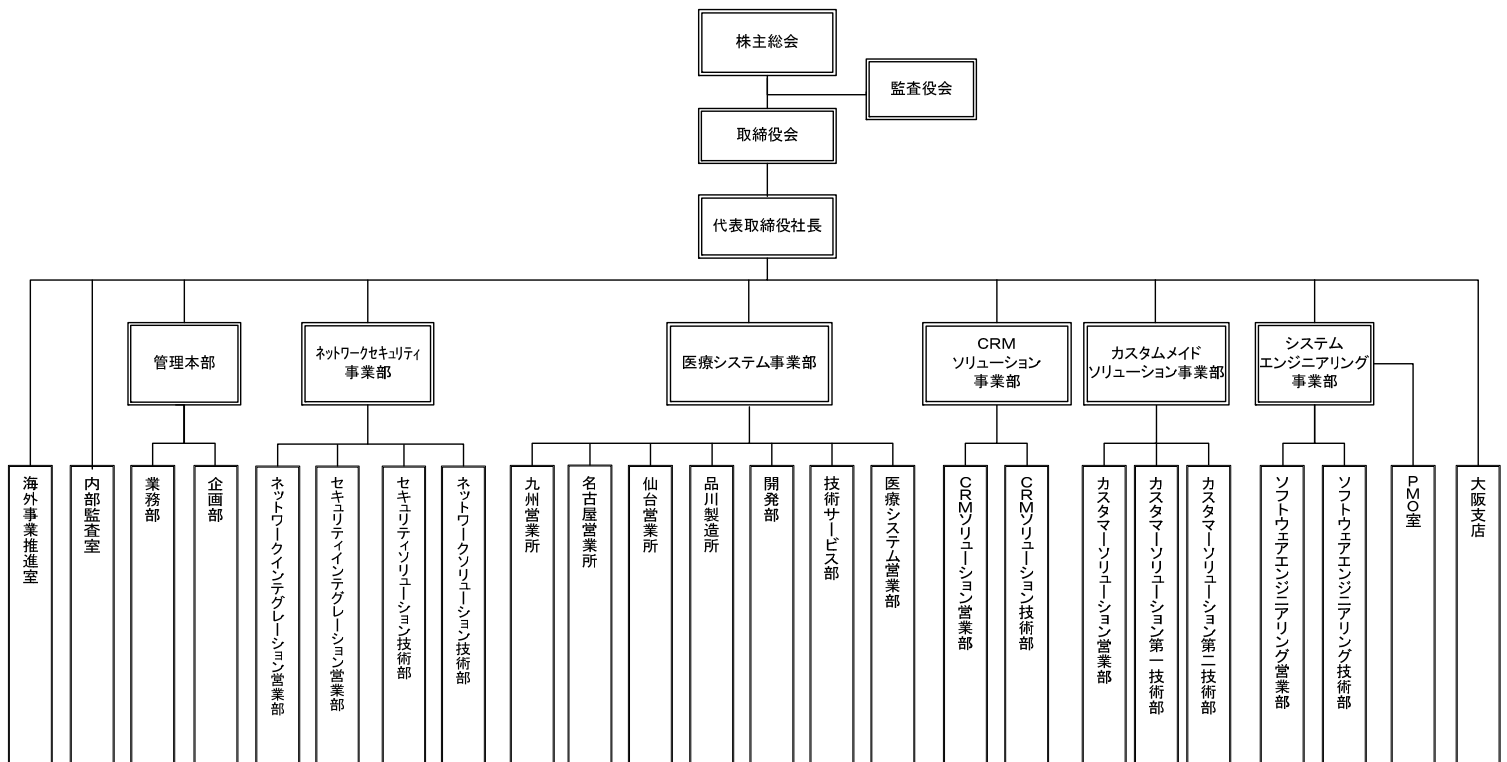 株主総会
監査役会
取締役会
代表取締役社長
管理本部
ネットワークセキュリティ
事業部
医療システム事業部
CRM
ソリューション
事業部
カスタムメイド
ソリューション事業部
システム
エンジニアリング
事業部
海外事業推進室
内部監査室
業務部
企画部
ネットワークインテグレーション営業部
セキュリティインテグレーション営業部
セキュリティソリューション技術部
ネットワークソリューション技術部
九州営業所
名古屋営業所
仙台営業所
品川製造所
開発部
技術サービス部
医療システム営業部
CRMソリューション営業部
CRMソリューション技術部
カスタマーソリューション営業部
カスタマーソリューション第一技術部
カスタマーソリューション第二技術部
ソフトウェアエンジニアリング営業部
ソフトウェアエンジニアリング技術部
PMO室
大阪支店